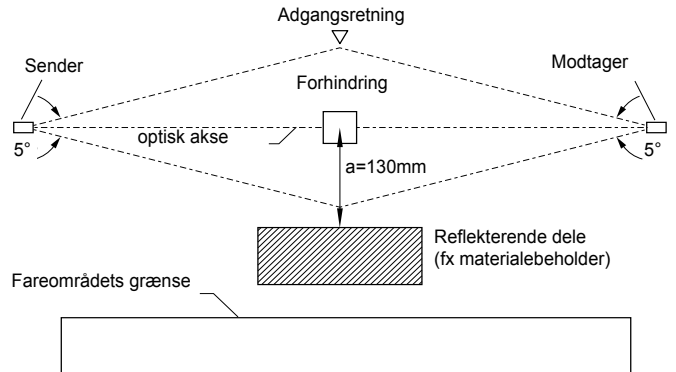 Adgangsretning
Sender
Modtager
Forhindring
optisk akse
5°
5°
a=130mm
Reflekterende dele
(fx materialebeholder)
Fareområdets grænse